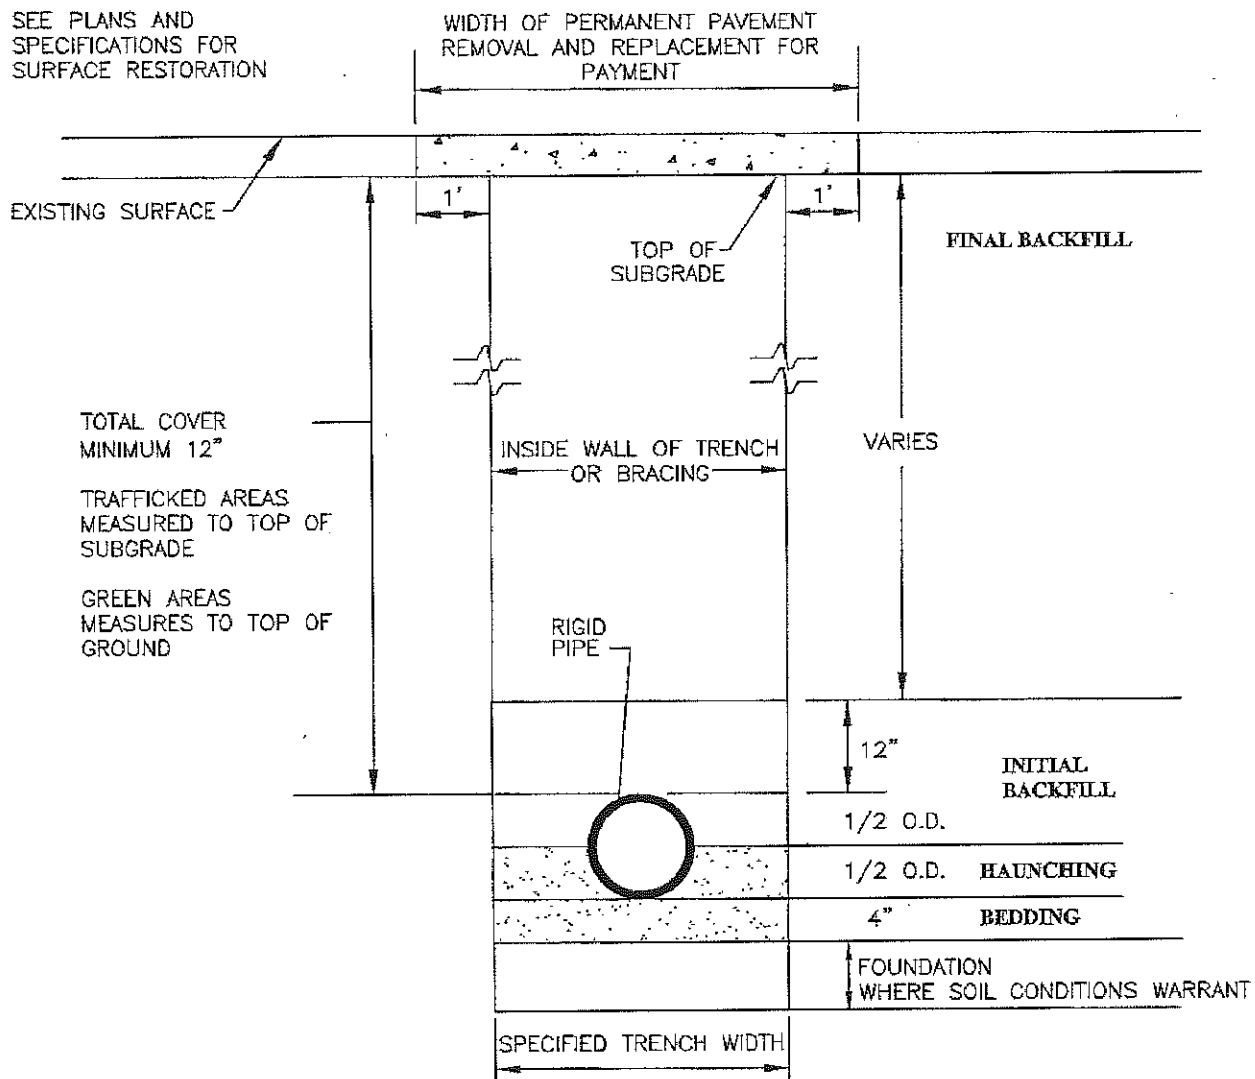 SEE PLANS AND
SPECIFICATIONS FOR
SURFACE RESTORATION
WIDTH OF PERMANENT PAVEMENT
REMOVAL AND REPLACEMENT FOR
PAYMENT
EXISTING SURFACE
1'
1'
TOP OF
SUBGRADE
FINAL BACKFILL
TOTAL COVER
MINIMUM 12"
TRAFFICKED AREAS
MEASURED TO TOP OF
SUBGRADE
GREEN AREAS
MEASURES TO TOP OF
GROUND
INSIDE WALL OF TRENCH
OR BRACING
VARIES
RIGID
PIPE
12"
INITIAL
BACKFILL
1/2 O.D.
1/2 O.D. HAUNCHING
4" BEDDING
FOUNDATION
WHERE SOIL CONDITIONS WARRANT
SPECIFIED TRENCH WIDTH